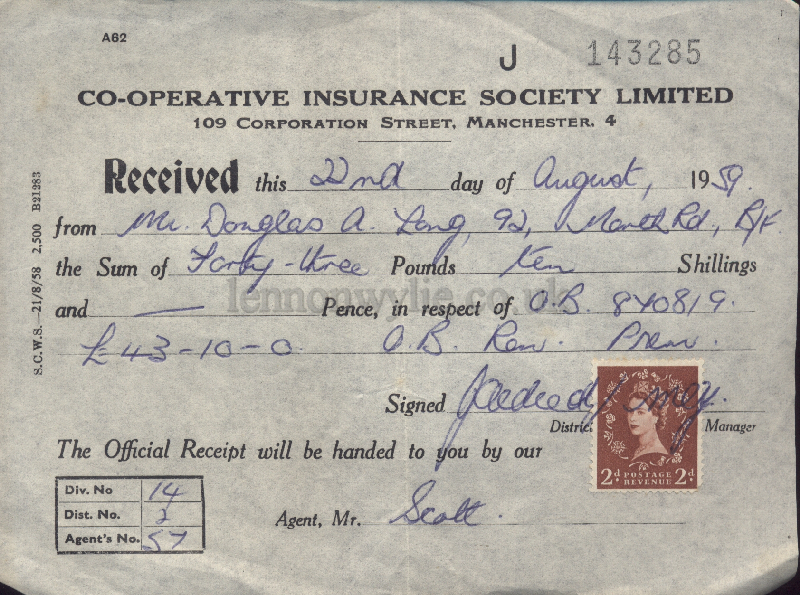 A62
J 143285
CO-OPERATIVE INSURANCE SOCIETY LIMITED
109 CORPORATION STREET, MANCHESTER. 4
Received this 22nd day of August, 1959.
from Mr. Douglas A. Long, 92, Rd.,
the Sum of Forty-three Pounds ten Shillings
and — Pence, in respect of O.B. 840819.
£43-10-0. O.B. Ren. Prem.
lennonwylie.co.uk
Signed
District Manager
The Official Receipt will be handed to you by our
2d POSTAGE REVENUE 2d
Div. No 14
Dist. No. 2
Agent's No. 57
Agent, Mr. Scott.
S.C.W.S. —21/8/58 2,500 B21283